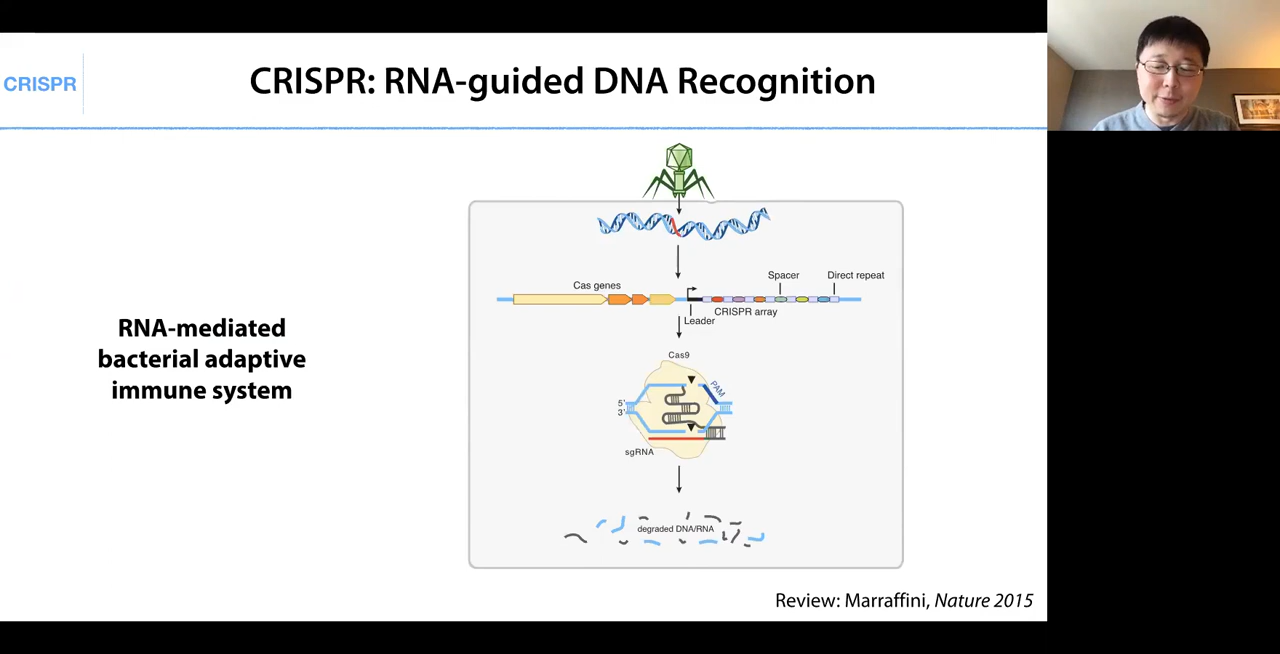 CRISPR
CRISPR: RNA-guided DNA Recognition
RNA-mediated
bacterial adaptive
immune system
Cas genes
Spacer
Direct repeat
Leader
CRISPR array
Cas9
PAM
5'
3'
sgRNA
degraded DNA/RNA
Review: Marraffini, Nature 2015